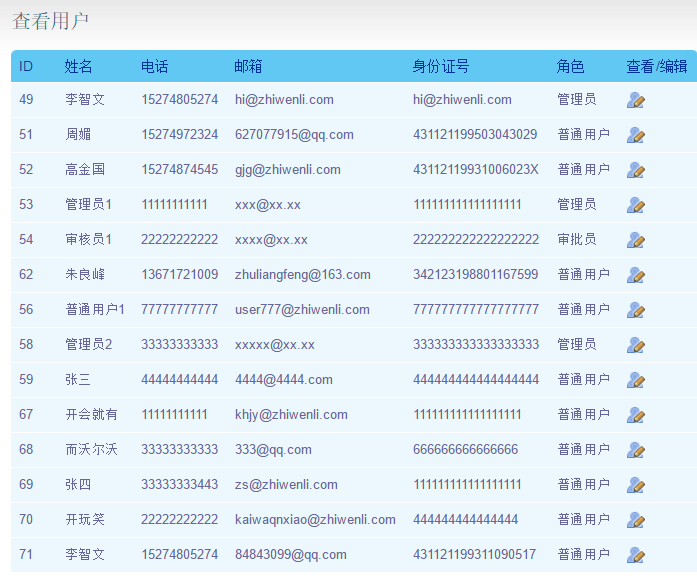 查看用户
ID 姓名 电话 邮箱 身份证号 角色 查看/编辑
49 李智文 15274805274 hi@zhiwenli.com hi@zhiwenli.com 管理员
51 周媚 15274972324 627077915@qq.com 431121199503043029 普通用户
52 高金国 15274874545 gjg@zhiwenli.com 43112119931006023X 普通用户
53 管理员1 11111111111 xxx@xx.xx 111111111111111111 管理员
54 审核员1 22222222222 xxxx@xx.xx 222222222222222222 审批员
62 朱良峰 13671721009 zhuliangfeng@163.com 342123198801167599 普通用户
56 普通用户1 77777777777 user777@zhiwenli.com 777777777777777777 普通用户
58 管理员2 33333333333 xxxxx@xx.xx 333333333333333333 管理员
59 张三 44444444444 4444@4444.com 444444444444444444 普通用户
67 开会就有 11111111111 khjy@zhiwenli.com 111111111111111111 普通用户
68 而沃尔沃 33333333333 333@qq.com 666666666666666 普通用户
69 张四 33333333443 zs@zhiwenli.com 111111111111111111 普通用户
70 开玩笑 22222222222 kaiwaqnxiao@zhiwenli.com 444444444444444 普通用户
71 李智文 15274805274 84843099@qq.com 431121199311090517 普通用户